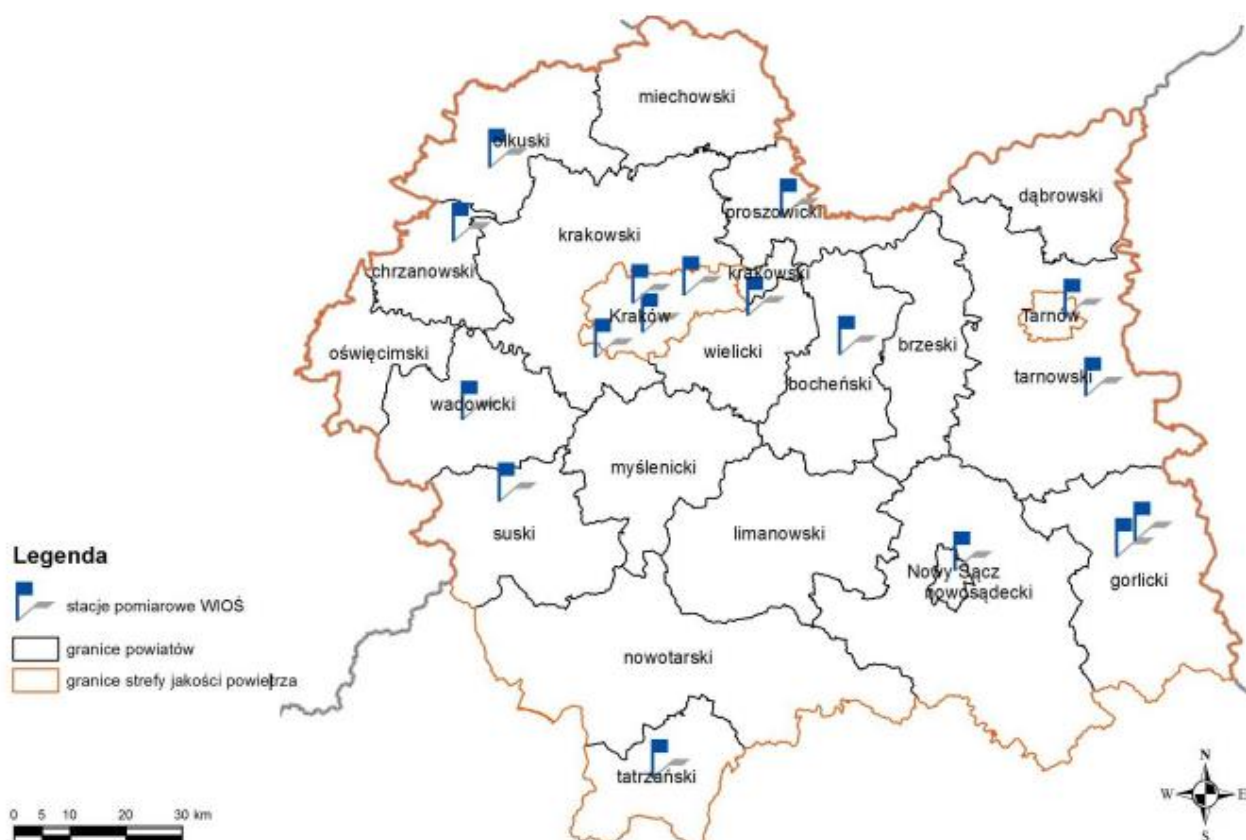 miechowski
olkuski
dąbrowski
proszowicki
krakowski
krakowski
chrzanowski
Kraków
Tarnów
oświęcimski
wielicki
brzeski
bocheński
tarnowski
wadowicki
myślenicki
suski
limanowski
Nowy Sącz
nowosądecki
gorlicki
nowotarski
tatrzański
Legenda
stacje pomiarowe WIOŚ
granice powiatów
granice strefy jakości powietrza
0 5 10 20 30 km
N
W E
S